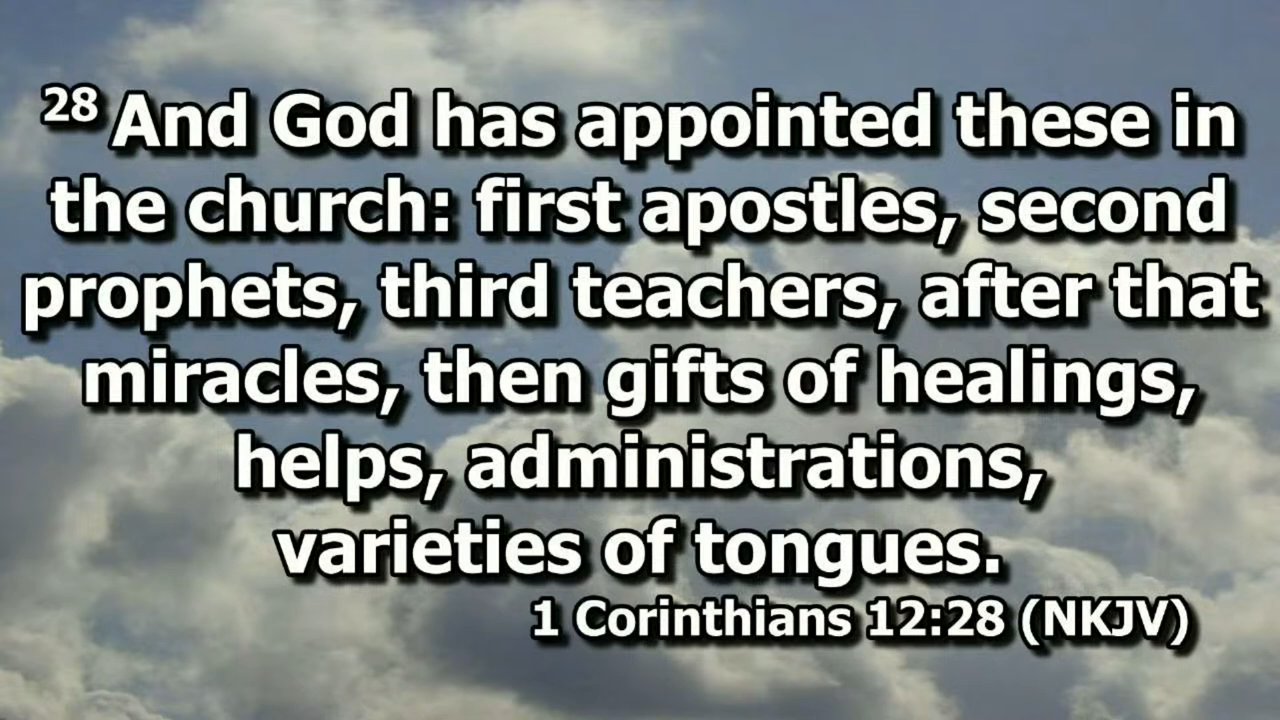 28 And God has appointed these in
the church: first apostles, second
prophets, third teachers, after that
miracles, then gifts of healings,
helps, administrations,
varieties of tongues.
1 Corinthians 12:28 (NKJV)